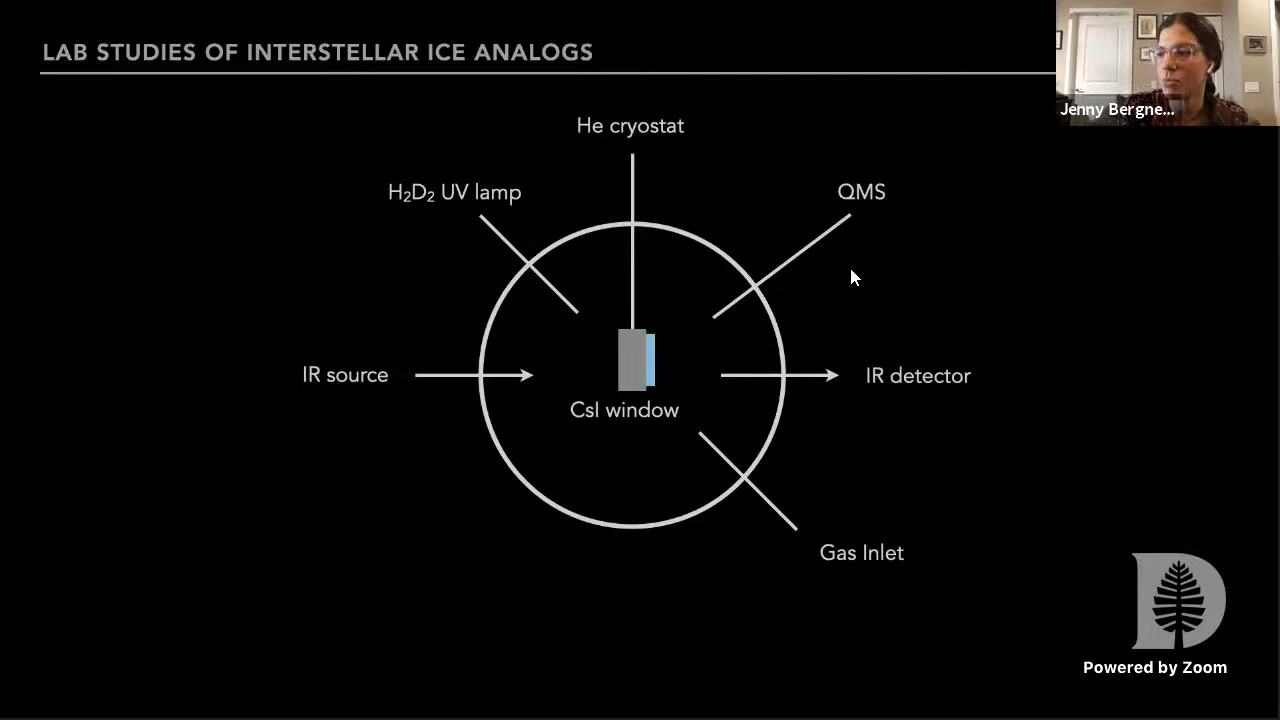 LAB STUDIES OF INTERSTELLAR ICE ANALOGS
Jenny Bergne...
He cryostat
H₂D₂ UV lamp
QMS
IR source
IR detector
CsI window
Gas Inlet
D
Powered by Zoom